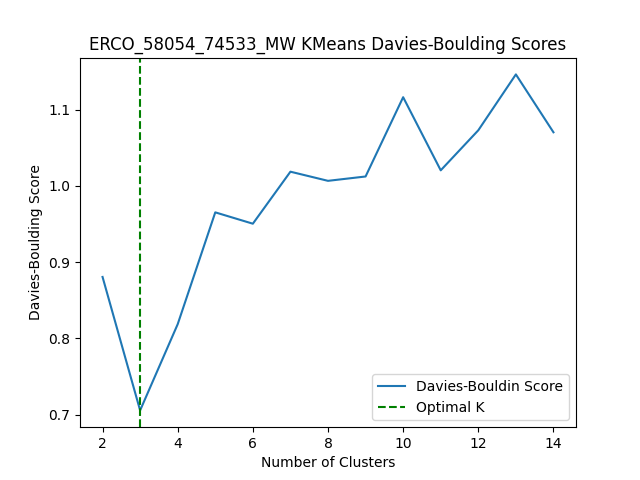 ERCO_58054_74533_MW KMeans Davies-Boulding Scores
Davies-Boulding Score
1.1
1.0
0.9
0.8
0.7
2 4 6 8 10 12 14
Number of Clusters
Davies-Bouldin Score
Optimal K